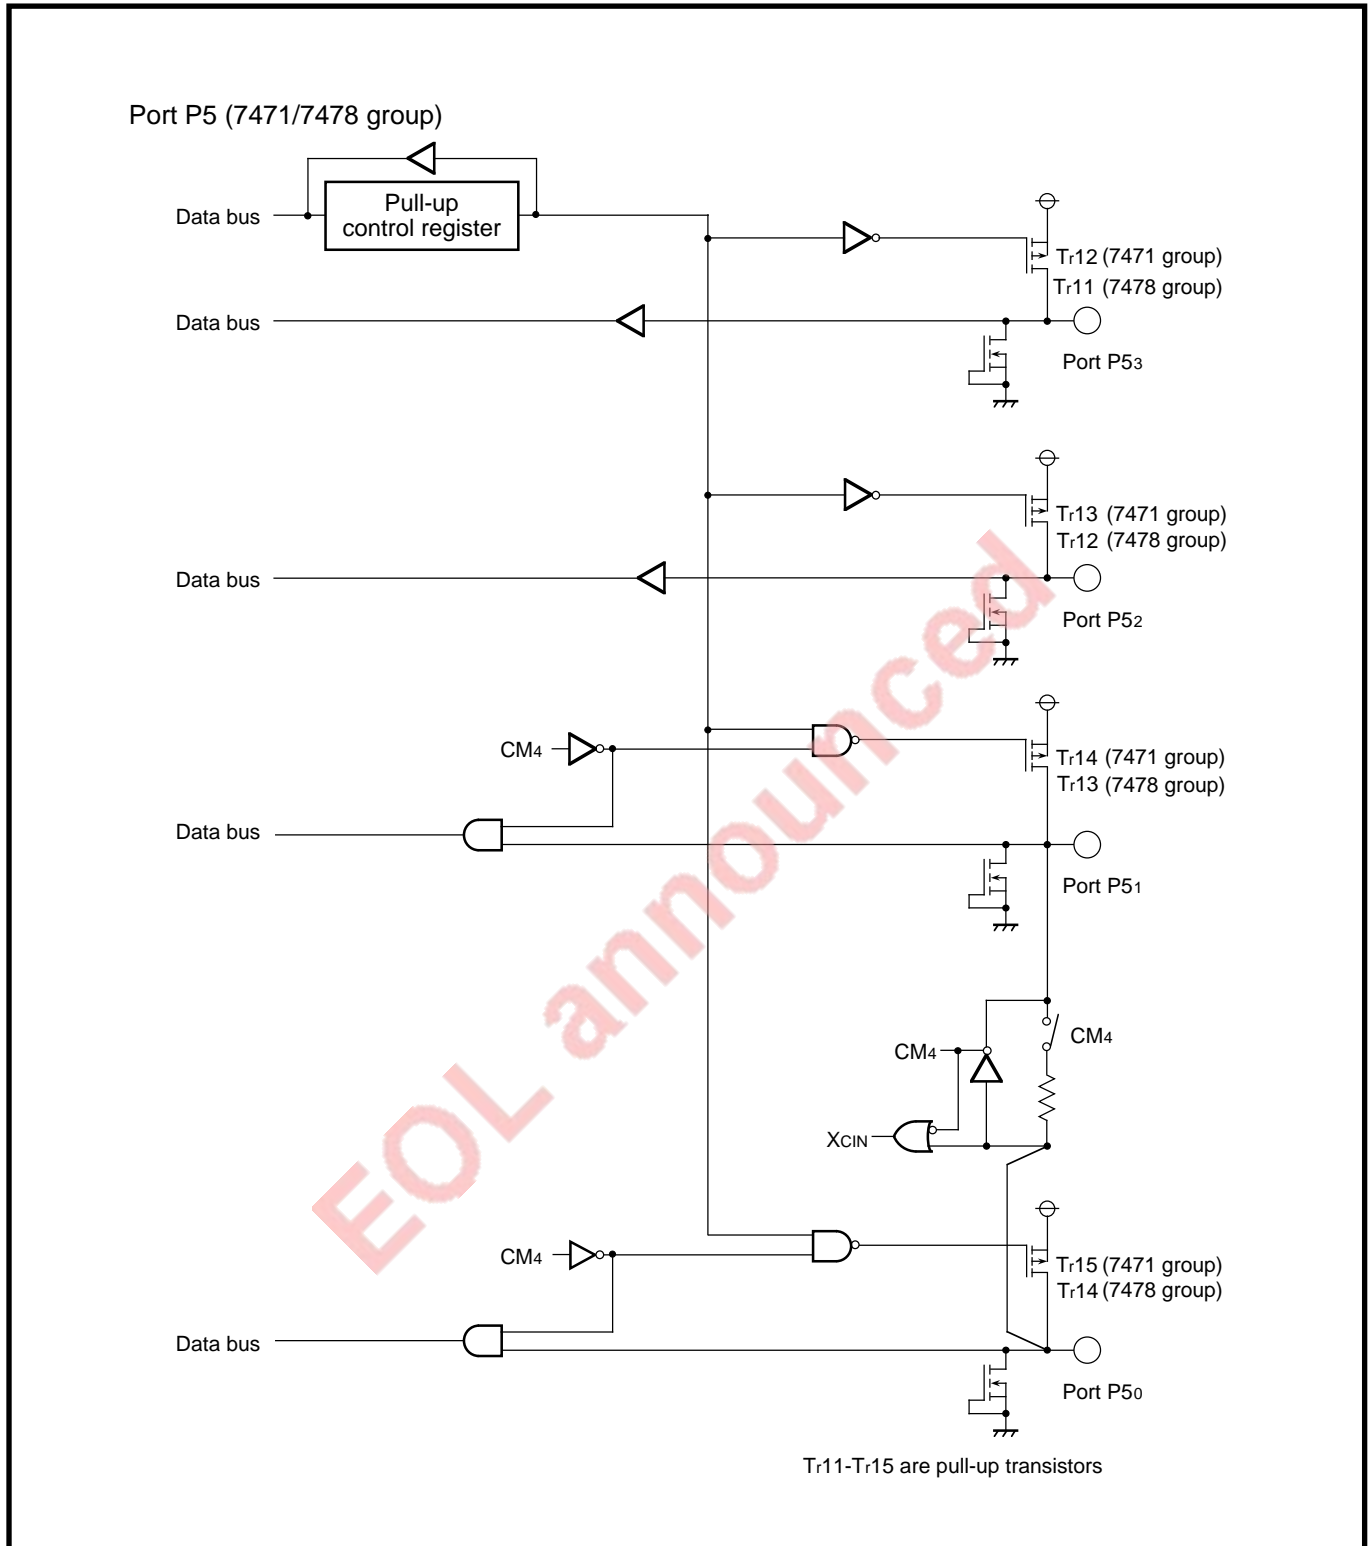 Port P5 (7471/7478 group)
Data bus
Pull-up
control register
Tr12 (7471 group)
Tr11 (7478 group)
Data bus
Port P53
Tr13 (7471 group)
Tr12 (7478 group)
Data bus
Port P52
CM4
Tr14 (7471 group)
Tr13 (7478 group)
Data bus
Port P51
CM4
CM4
XCIN
CM4
Tr15 (7471 group)
Tr14 (7478 group)
Data bus
Port P50
Tr11-Tr15 are pull-up transistors
EOL announced